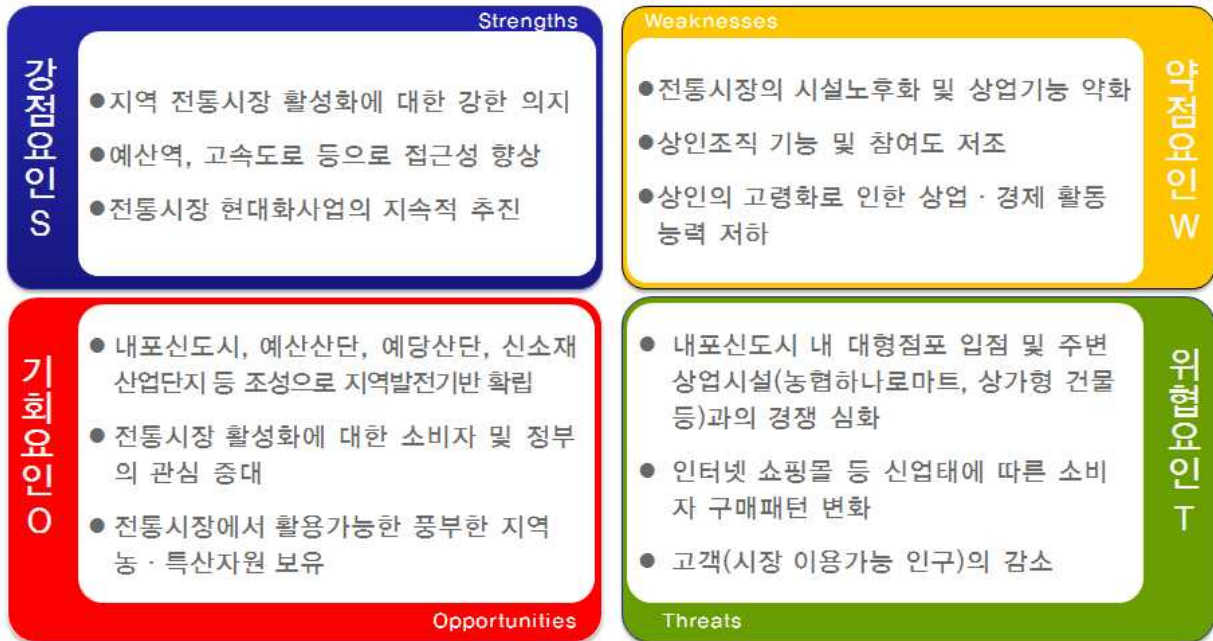 Strengths
강점요인 S
●지역 전통시장 활성화에 대한 강한 의지
●예산역, 고속도로 등으로 접근성 향상
●전통시장 현대화사업의 지속적 추진
Weaknesses
약점요인 W
●전통시장의 시설노후화 및 상업기능 약화
●상인조직 기능 및 참여도 저조
●상인의 고령화로 인한 상업 · 경제 활동
능력 저하
기회요인 O
● 내포신도시, 예산산단, 예당산단, 신소재
산업단지 등 조성으로 지역발전기반 확립
● 전통시장 활성화에 대한 소비자 및 정부
의 관심 증대
● 전통시장에서 활용가능한 풍부한 지역
농 · 특산자원 보유
Opportunities
위협요인 T
● 내포신도시 내 대형점포 입점 및 주변
상업시설(농협하나로마트, 상가형 건물
등)과의 경쟁 심화
● 인터넷 쇼핑몰 등 신업태에 따른 소비
자 구매패턴 변화
● 고객(시장 이용가능 인구)의 감소
Threats